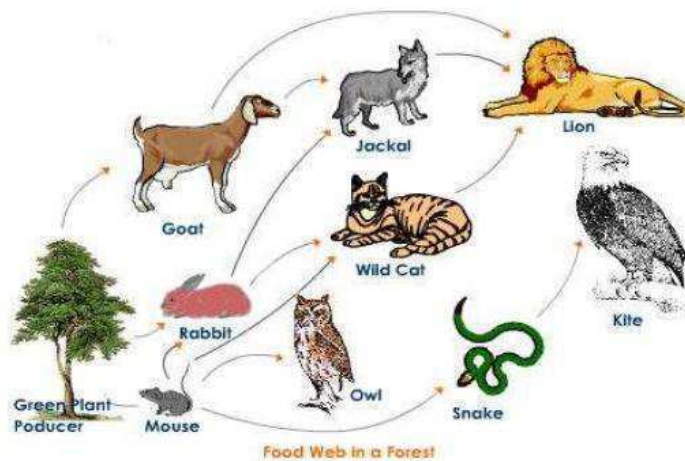 Lion
Jackal
Goat
Wild Cat
Kite
Rabbit
Owl
Snake
Green Plant
Poducer
Mouse
Food Web in a Forest